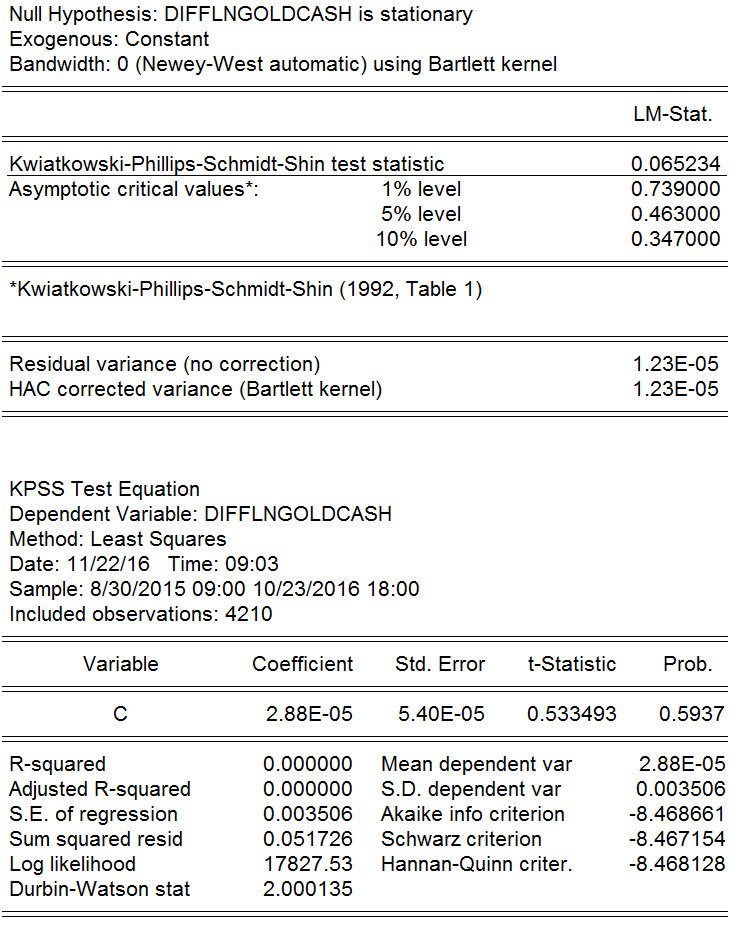 Null Hypothesis: DIFFLNGOLDCASH is stationary
Exogenous: Constant
Bandwidth: 0 (Newey-West automatic) using Bartlett kernel
LM-Stat.
Kwiatkowski-Phillips-Schmidt-Shin test statistic 0.065234
Asymptotic critical values*: 1% level 0.739000
5% level 0.463000
10% level 0.347000
*Kwiatkowski-Phillips-Schmidt-Shin (1992, Table 1)
Residual variance (no correction) 1.23E-05
HAC corrected variance (Bartlett kernel) 1.23E-05
KPSS Test Equation
Dependent Variable: DIFFLNGOLDCASH
Method: Least Squares
Date: 11/22/16 Time: 09:03
Sample: 8/30/2015 09:00 10/23/2016 18:00
Included observations: 4210
Variable Coefficient Std. Error t-Statistic Prob.
C 2.88E-05 5.40E-05 0.533493 0.5937
R-squared 0.000000 Mean dependent var 2.88E-05
Adjusted R-squared 0.000000 S.D. dependent var 0.003506
S.E. of regression 0.003506 Akaike info criterion -8.468661
Sum squared resid 0.051726 Schwarz criterion -8.467154
Log likelihood 17827.53 Hannan-Quinn criter. -8.468128
Durbin-Watson stat 2.000135